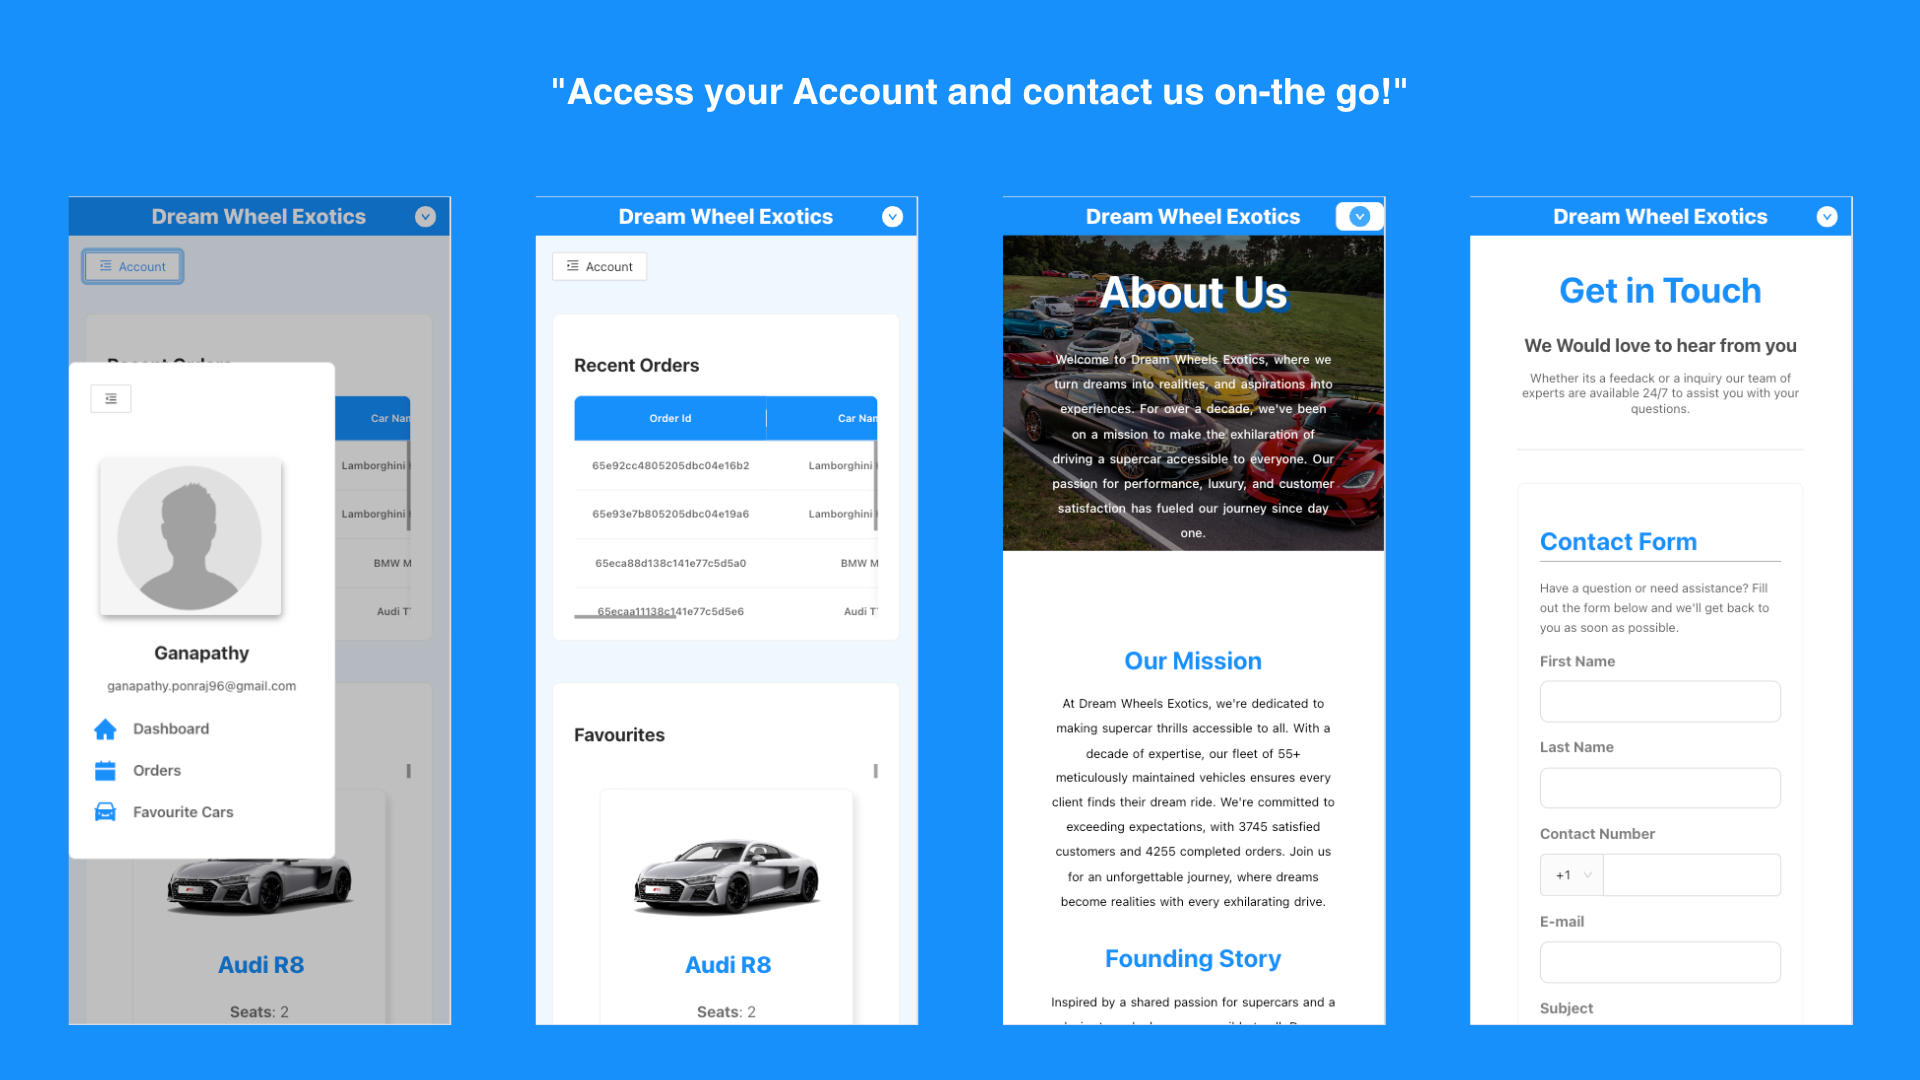 "Access your Account and contact us on-the go!"
Dream Wheel Exotics
Account
Recent Orders
Car Nam
Lamborghini
Lamborghini
BMW M
Audi T
Ganapathy
ganapathy.ponraj96@gmail.com
Dashboard
Orders
Favourite Cars
Audi R8
Seats: 2
Dream Wheel Exotics
Account
Recent Orders
Order Id Car Nam
65e92cc4805205dbc04e16b2 Lamborghini
65e93e7b805205dbc04e19a6 Lamborghini
65eca88d138c141e77c5d5a0 BMW M
65ecaa11138c141e77c5d5e6 Audi T
Favourites
Audi R8
Seats: 2
Dream Wheel Exotics
About Us
Welcome to Dream Wheels Exotics, where we
turn dreams into realities, and aspirations into
experiences. For over a decade, we've been
on a mission to make the exhilaration of
driving a supercar accessible to everyone. Our
passion for performance, luxury, and customer
satisfaction has fueled our journey since day
one.
Our Mission
At Dream Wheels Exotics, we're dedicated to
making supercar thrills accessible to all. With a
decade of expertise, our fleet of 55+
meticulously maintained vehicles ensures every
client finds their dream ride. We're committed to
exceeding expectations, with 3745 satisfied
customers and 4255 completed orders. Join us
for an unforgettable journey, where dreams
become realities with every exhilarating drive.
Founding Story
Inspired by a shared passion for supercars and a
Dream Wheel Exotics
Get in Touch
We Would love to hear from you
Whether its a feedack or a inquiry our team of
experts are available 24/7 to assist you with your
questions.
Contact Form
Have a question or need assistance? Fill
out the form below and we'll get back to
you as soon as possible.
First Name
Last Name
Contact Number
+1
E-mail
Subject